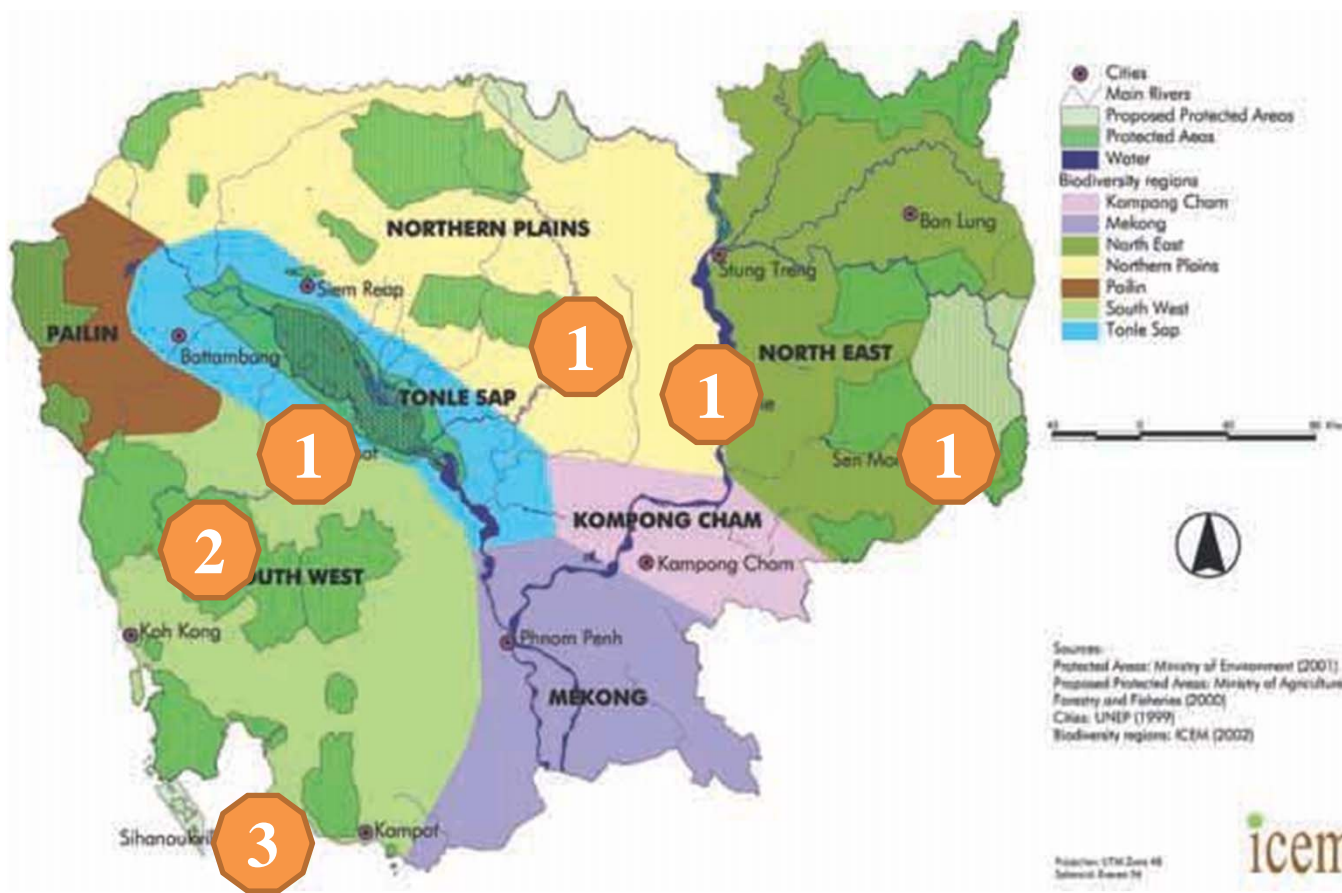 Cities
Main Rivers
Proposed Protected Areas
Protected Aeas
Water
Biodiversity regions
Kampong Cham
Mekong
North East
Northern Plains
Pailin
South West
Tonle Sap
NORTHERN PLAINS
Ban Lung
Stung Treng
Siem Reap
PAILIN
Battambang
1
NORTH EAST
1
TONLE SAP
1
1
Sen
1
KOMPONG CHAM
2
OUTH WEST
Kampong Cham
Koh Kong
Phnom Penh
MEKONG
Sources:
Protected Areas: Ministry of Environment (2001)
Proposed Protected Areas: Ministry of Agriculture
Forestry and Fisheries (2000)
Cities: UNEP (1999)
Biodiversity regions: ICEM (2002)
3
Kampot
icem